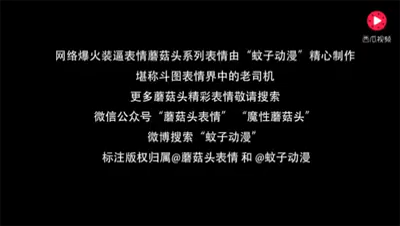 西瓜视频
网络爆火装逼表情蘑菇头系列表情由“蚊子动漫”精心制作
堪称斗图表情界中的老司机
更多蘑菇头精彩表情敬请搜索
微信公众号“蘑菇头表情” “魔性蘑菇头”
微博搜索“蚊子动漫”
标注版权归属@蘑菇头表情 和 @蚊子动漫